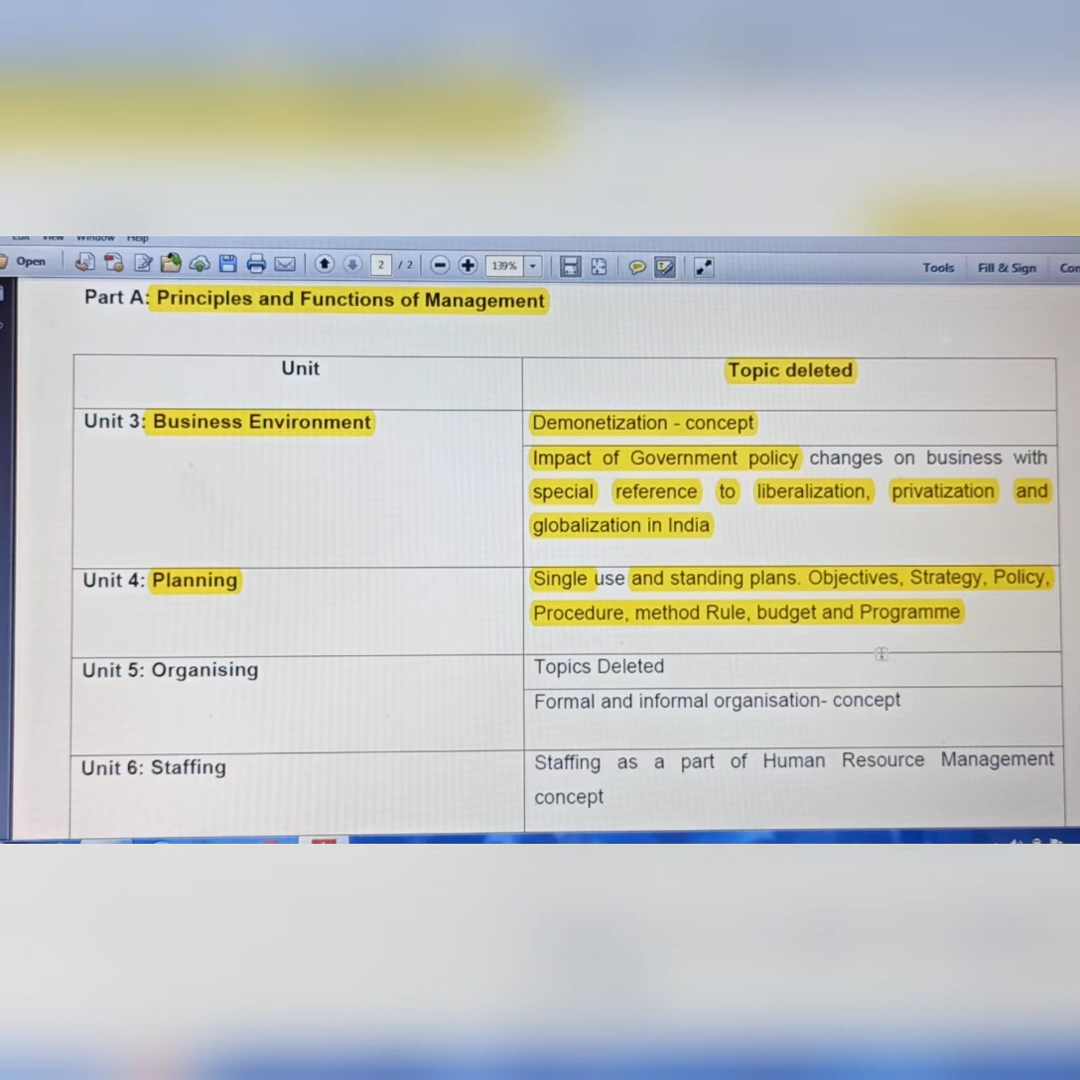 View Window Help
Open 2 / 2 139% Tools Fill & Sign
Part A: Principles and Functions of Management
Unit Topic deleted
Unit 3: Business Environment Demonetization - concept
Impact of Government policy changes on business with
special reference to liberalization, privatization and
globalization in India
Unit 4: Planning Single use and standing plans. Objectives, Strategy, Policy,
Procedure, method Rule, budget and Programme
Unit 5: Organising Topics Deleted
Formal and informal organisation- concept
Unit 6: Staffing Staffing as a part of Human Resource Management
concept